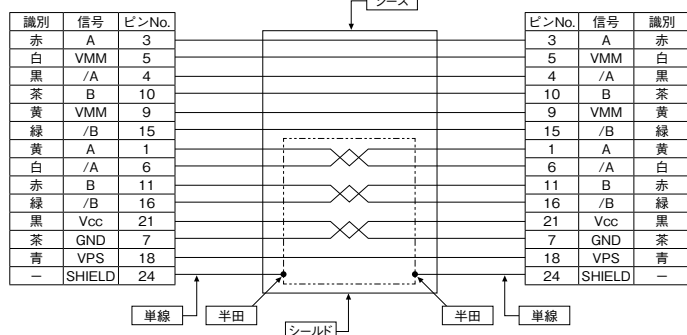 シース
識別 信号 ピンNo. ピンNo. 信号 識別
赤 A 3 3 A 赤
白 VMM 5 5 VMM 白
黒 /A 4 4 /A 黒
茶 B 10 10 B 茶
黄 VMM 9 9 VMM 黄
緑 /B 15 15 /B 緑
黄 A 1 1 A 黄
白 /A 6 6 /A 白
赤 B 11 11 B 赤
緑 /B 16 16 /B 緑
黒 Vcc 21 21 Vcc 黒
茶 GND 7 7 GND 茶
青 VPS 18 18 VPS 青
— SHIELD 24 24 SHIELD —
単線 半田 半田 単線
シールド